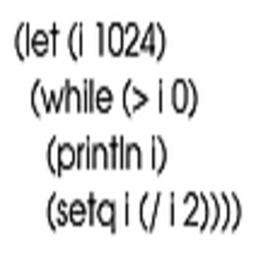 (let (i 1024)
(while (> i 0)
(println i)
(setq i (/ i 2))))